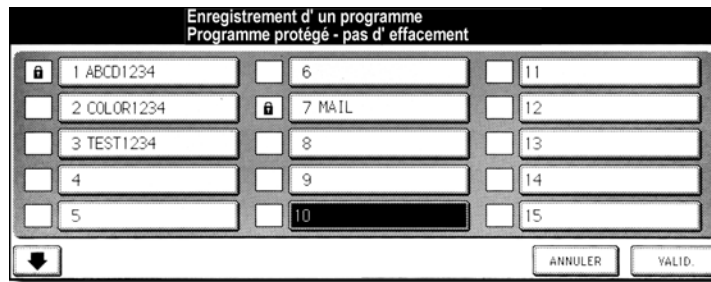 Enregistrement d' un programme
Programme protégé - pas d' effacement
1 ABCD1234
6
11
2 COLOR1234
7 MAIL
12
3 TEST1234
8
13
4
9
14
5
10
15
ANNULER
VALID.